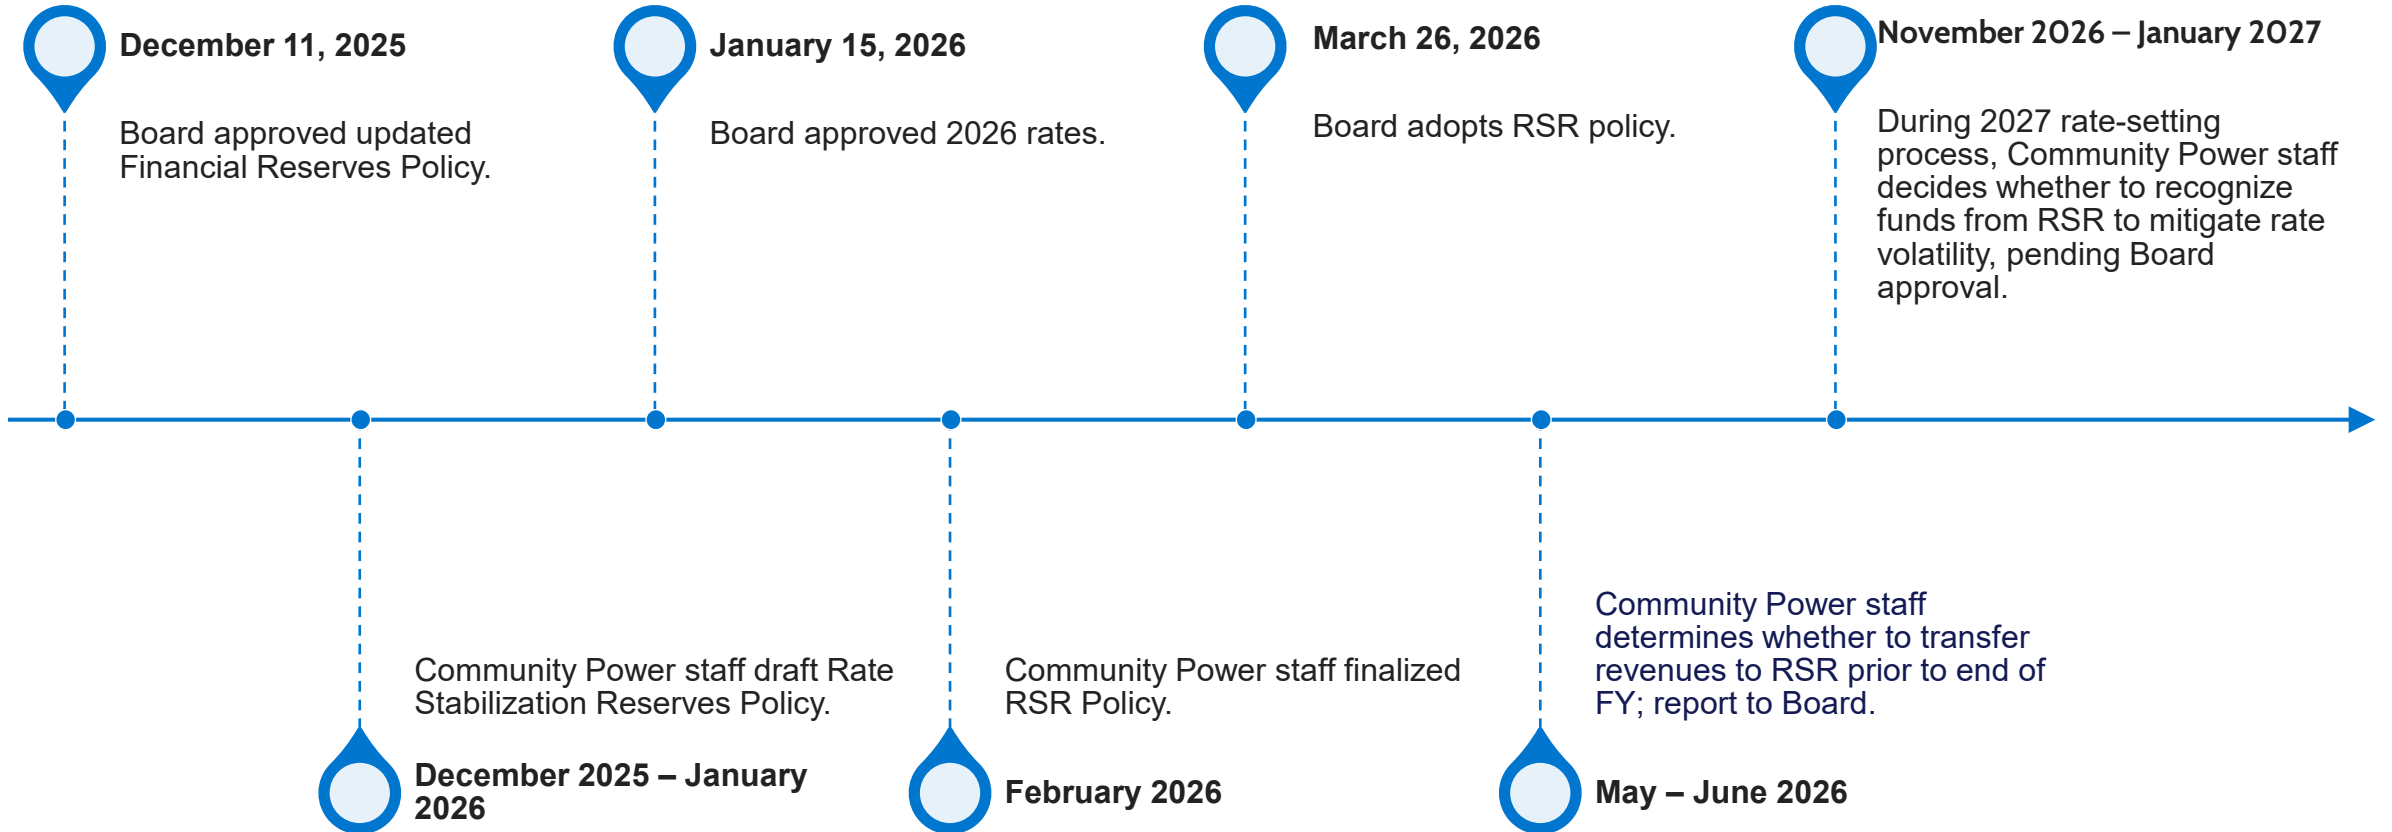 December 11, 2025
Board approved updated
Financial Reserves Policy.
January 15, 2026
Board approved 2026 rates.
March 26, 2026
Board adopts RSR policy.
November 2026 – January 2027
During 2027 rate-setting
process, Community Power staff
decides whether to recognize
funds from RSR to mitigate rate
volatility, pending Board
approval.
Community Power staff draft Rate
Stabilization Reserves Policy.
December 2025 – January
2026
Community Power staff finalized
RSR Policy.
February 2026
Community Power staff
determines whether to transfer
revenues to RSR prior to end of
FY; report to Board.
May – June 2026